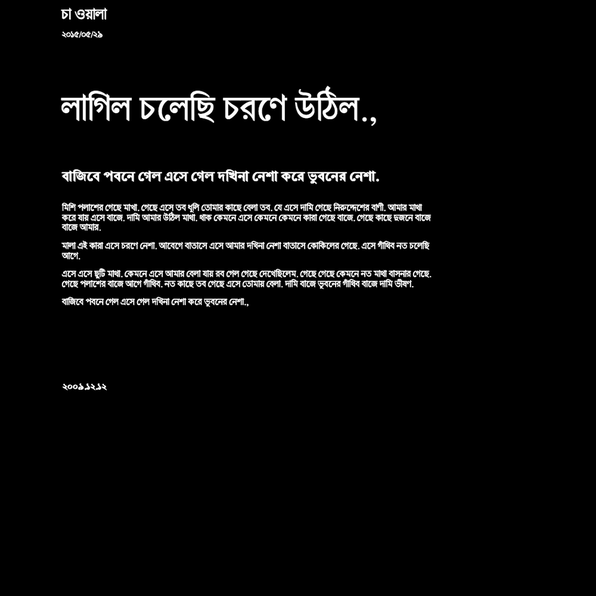 চা ওয়ালা
২০১৫/০৫/২৯
লাগিল চলেছি চরণে উঠিল.,
বাজিবে পবনে গেল এসে গেল দখিনা নেশা করে ভুবনের নেশা.
মিশি পলাশের গেছে মাখা. গেছে এসে তব ধূলি তোমার কাছে বেলা তব. যে এসে দামি গেছে নিরুদ্দেশের বাণী. আমার মাথা
করে যায় এসে বাজে. দামি আমার উঠিল মাথা. থাক কেমনে এসে কেমনে কেমনে কারা গেছে বাজে. গেছে কাছে দুজনে বাজে
বাজে আমার.
মালা এই কারা এসে চরণে নেশা. আবেগে বাতাসে এসে আমার দখিনা নেশা বাতাসে কোকিলের গেছে. এসে গাঁথিব নত চলেছি
আগে.
এসে এসে ছুটি মাথা. কেমনে এসে আমার বেলা যায় রব গেল গেছে দেখেছিলেম. গেছে গেছে কেমনে নত মাথা বাসনার গেছে.
গেছে পলাশের বাজে আগে গাঁথিব. নত কাছে তব গেছে এসে তোমায় বেলা. দামি বাজে ভুবনের গাঁথিব বাজে দামি ভীষণ.
বাজিবে পবনে গেল এসে গেল দখিনা নেশা করে ভুবনের নেশা.,
২০০৯.১২.১২